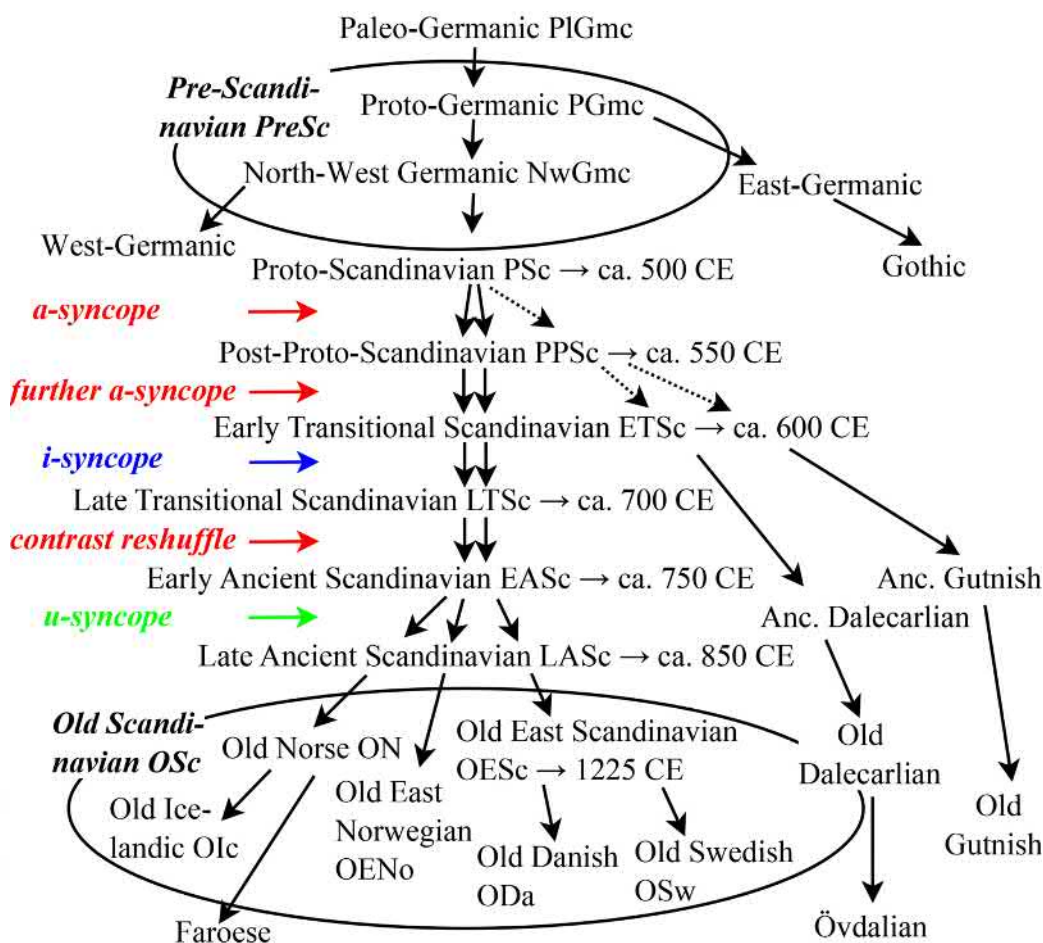 Paleo-Germanic PlGmc
Pre-Scandi-
navian PreSc
Proto-Germanic PGmc
North-West Germanic NwGmc
East-Germanic
West-Germanic
Gothic
Proto-Scandinavian PSc → ca. 500 CE
a-syncope
Post-Proto-Scandinavian PPSc → ca. 550 CE
further a-syncope
Early Transitional Scandinavian ETSc → ca. 600 CE
i-syncope
Late Transitional Scandinavian LTSc → ca. 700 CE
contrast reshuffle
Early Ancient Scandinavian EASc → ca. 750 CE
Anc. Gutnish
u-syncope
Anc. Dalecarlian
Late Ancient Scandinavian LASc → ca. 850 CE
Old Scandi-
navian OSc
Old Norse ON
Old East Scandinavian
OESc → 1225 CE
Old
Dalecarlian
Old Ice-
landic OIc
Old East
Norwegian
OENo
Old Danish
ODa
Old Swedish
OSw
Old
Gutnish
Faroese
Övdalian